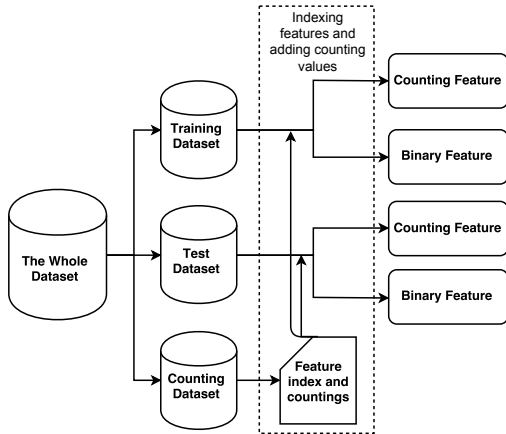 Indexing
features and
adding counting
values
Counting Feature
Training
Dataset
Binary Feature
The Whole
Dataset
Test
Dataset
Counting Feature
Binary Feature
Counting
Dataset
Feature
index and
countings